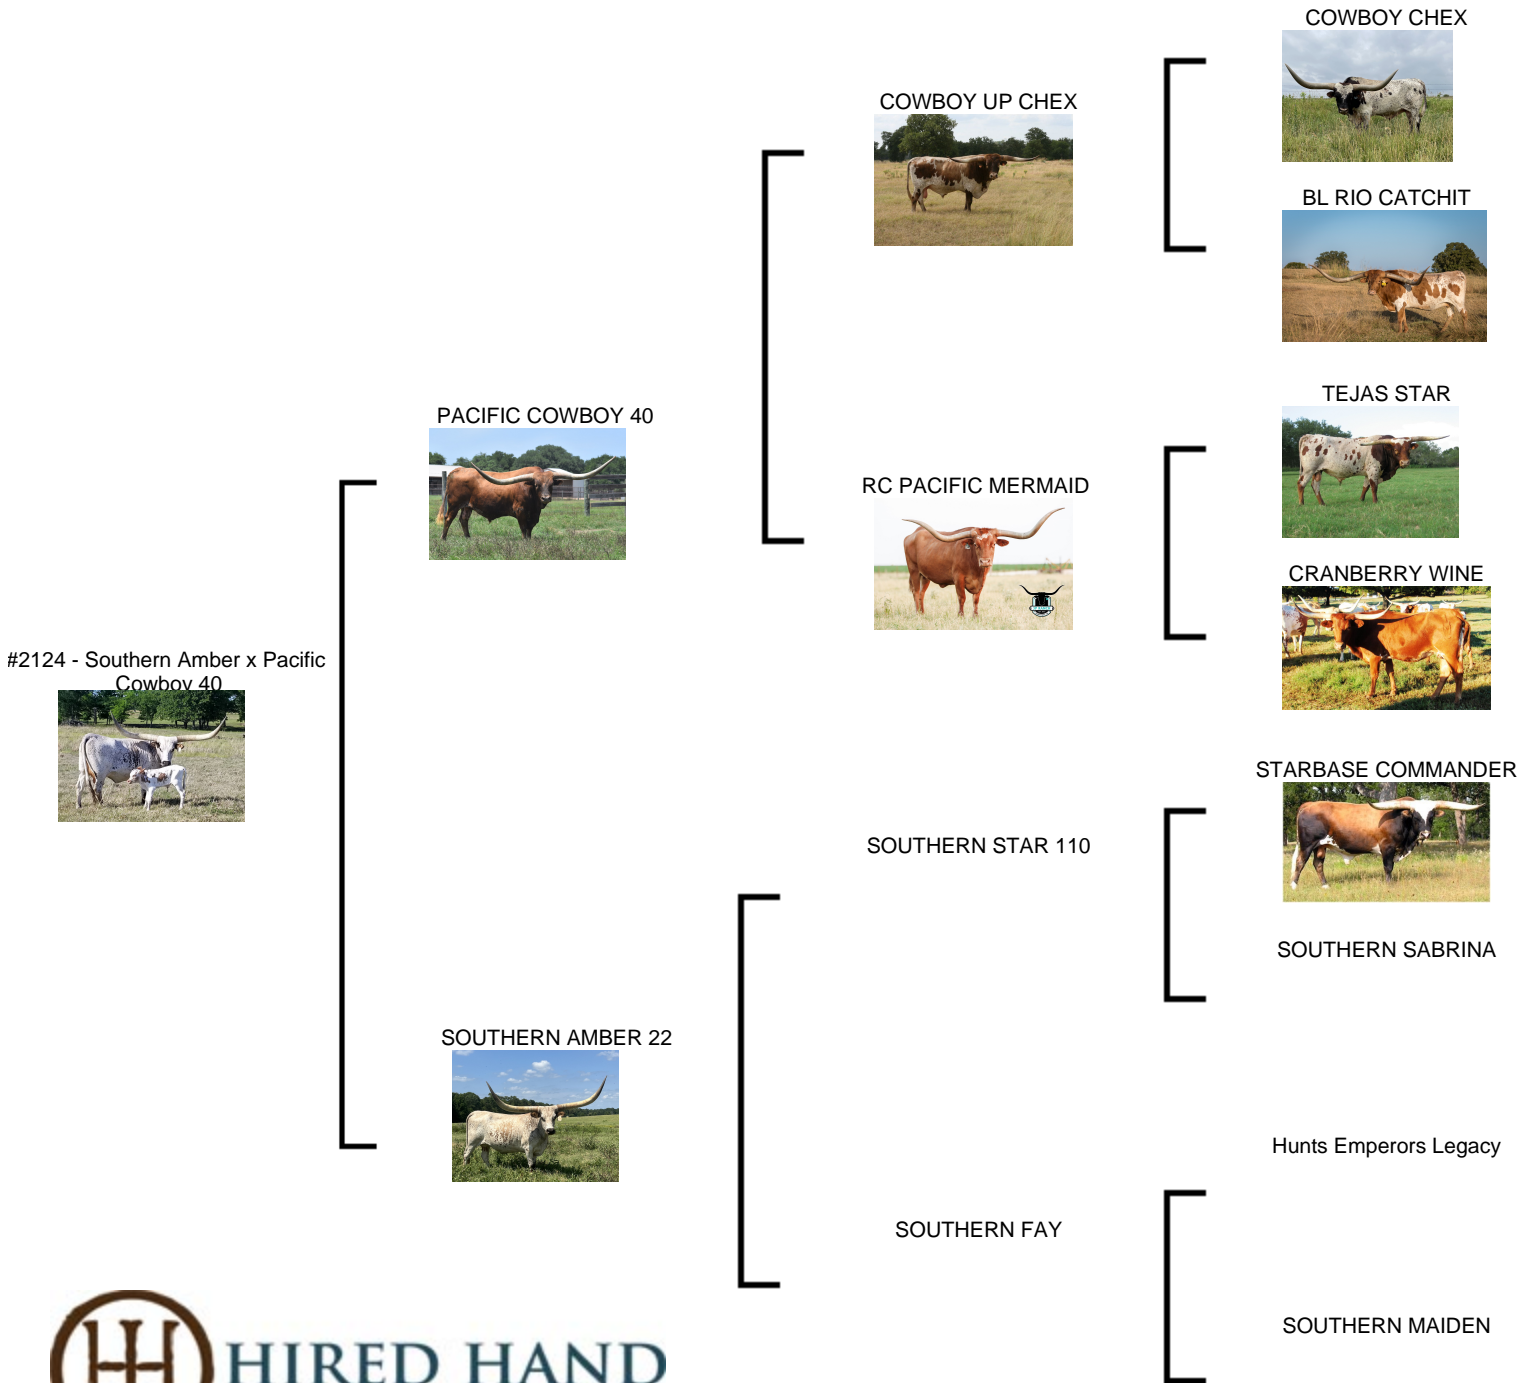 COWBOY CHEX
COWBOY UP CHEX
BL RIO CATCHIT
PACIFIC COWBOY 40
TEJAS STAR
RC PACIFIC MERMAID
CRANBERRY WINE
#2124 - Southern Amber x Pacific
Cowboy 40
STARBASE COMMANDER
SOUTHERN STAR 110
SOUTHERN SABRINA
SOUTHERN AMBER 22
Hunts Emperors Legacy
SOUTHERN FAY
SOUTHERN MAIDEN
HIRED HAND